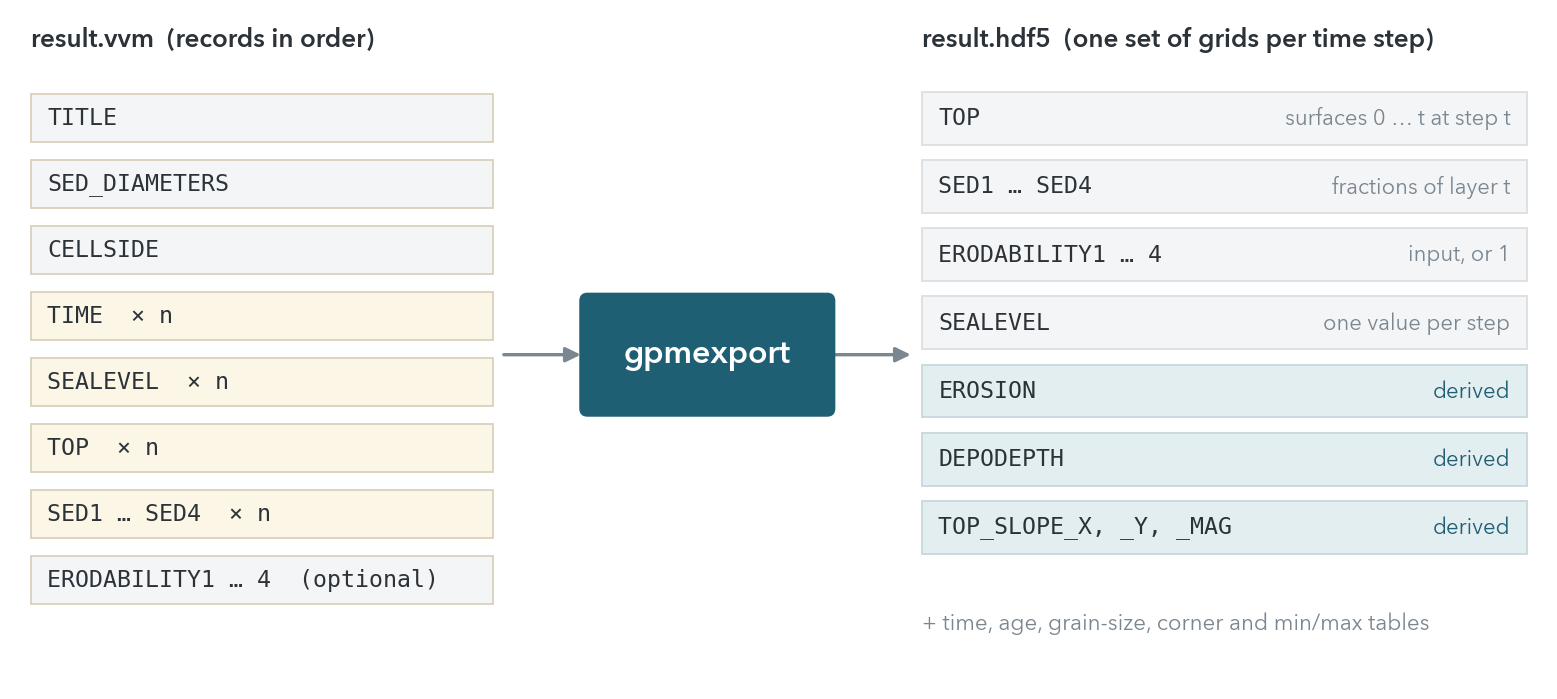 result.vvm (records in order)
TITLE
SED_DIAMETERS
CELLSIDE
TIME × n
SEALEVEL × n
TOP × n
SED1 … SED4 × n
ERODABILITY1 … 4 (optional)
gpmexport
result.hdf5 (one set of grids per time step)
TOP surfaces 0 … t at step t
SED1 … SED4 fractions of layer t
ERODABILITY1 … 4 input, or 1
SEALEVEL one value per step
EROSION derived
DEPODEPTH derived
TOP_SLOPE_X, _Y, _MAG derived
+ time, age, grain-size, corner and min/max tables